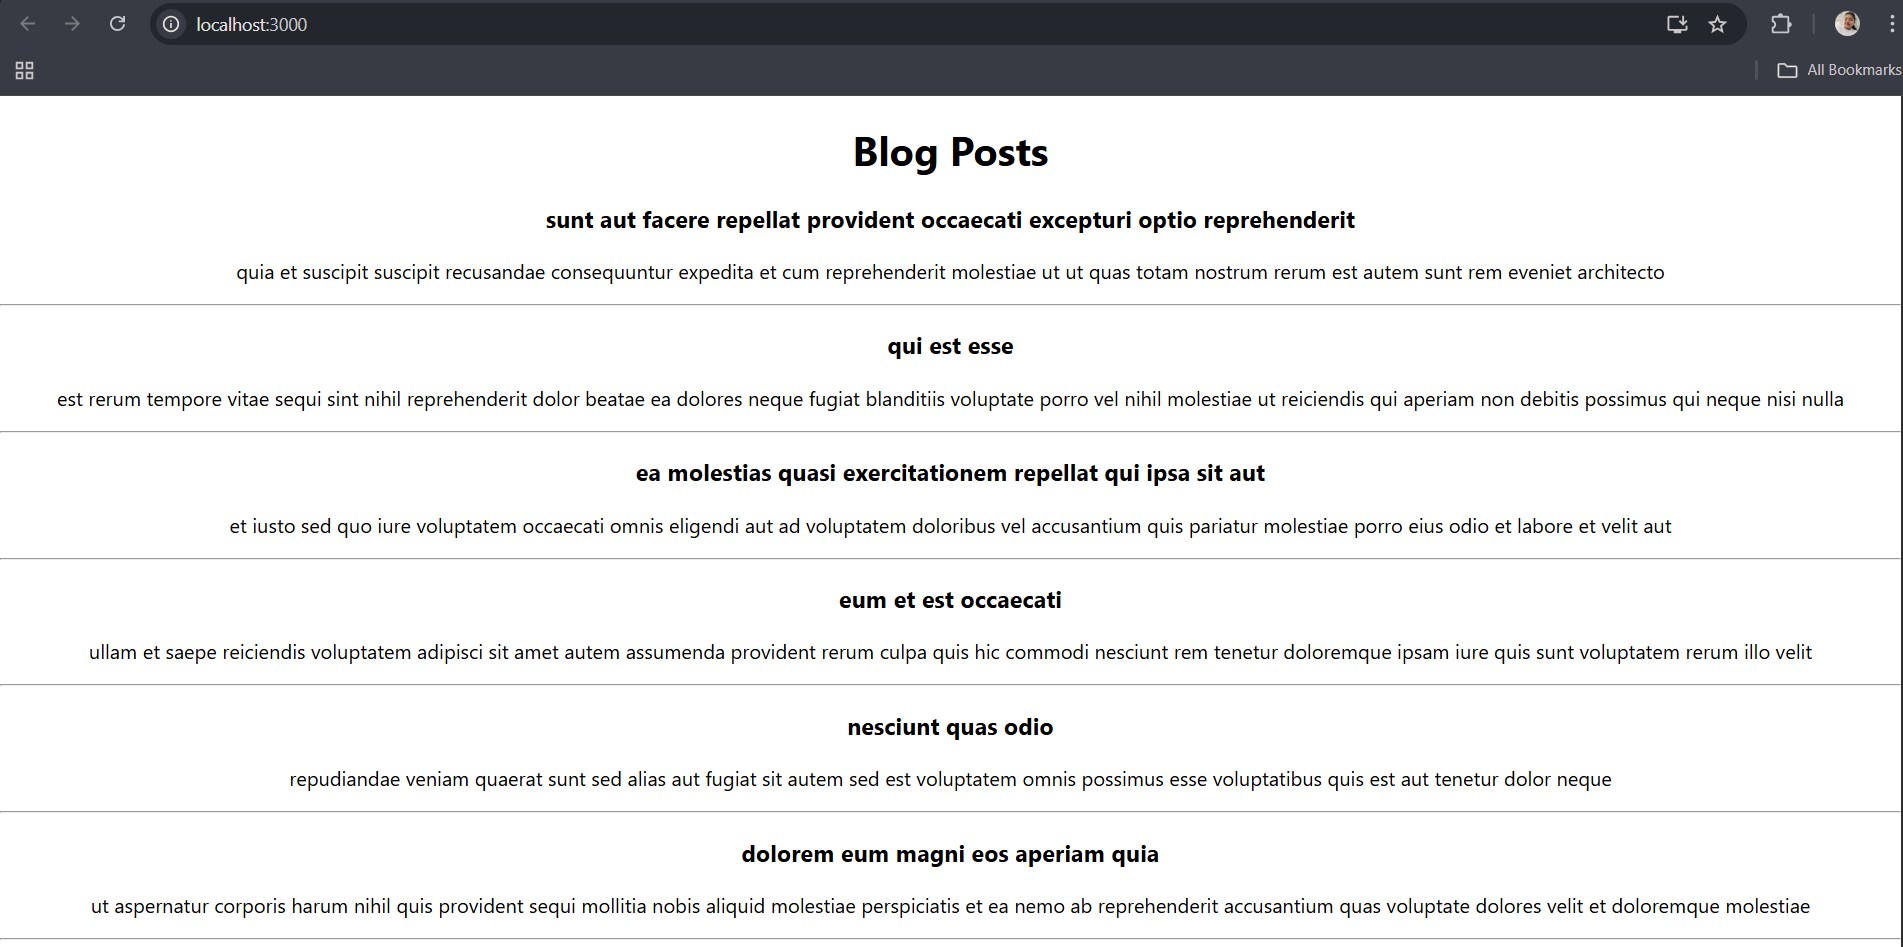 localhost:3000
All Bookmarks
Blog Posts
sunt aut facere repellat provident occaecati excepturi optio reprehenderit
quia et suscipit suscipit recusandae consequuntur expedita et cum reprehenderit molestiae ut ut quas totam nostrum rerum est autem sunt rem eveniet architecto
qui est esse
est rerum tempore vitae sequi sint nihil reprehenderit dolor beatae ea dolores neque fugiat blanditiis voluptate porro vel nihil molestiae ut reiciendis qui aperiam non debitis possimus qui neque nisi nulla
ea molestias quasi exercitationem repellat qui ipsa sit aut
et iusto sed quo iure voluptatem occaecati omnis eligendi aut ad voluptatem doloribus vel accusantium quis pariatur molestiae porro eius odio et labore et velit aut
eum et est occaecati
ullam et saepe reiciendis voluptatem adipisci sit amet autem assumenda provident rerum culpa quis hic commodi nesciunt rem tenetur doloremque ipsam iure quis sunt voluptatem rerum illo velit
nesciunt quas odio
repudiandae veniam quaerat sunt sed alias aut fugiat sit autem sed est voluptatem omnis possimus esse voluptatibus quis est aut tenetur dolor neque
dolorem eum magni eos aperiam quia
ut aspernatur corporis harum nihil quis provident sequi mollitia nobis aliquid molestiae perspiciatis et ea nemo ab reprehenderit accusantium quas voluptate dolores velit et doloremque molestiae